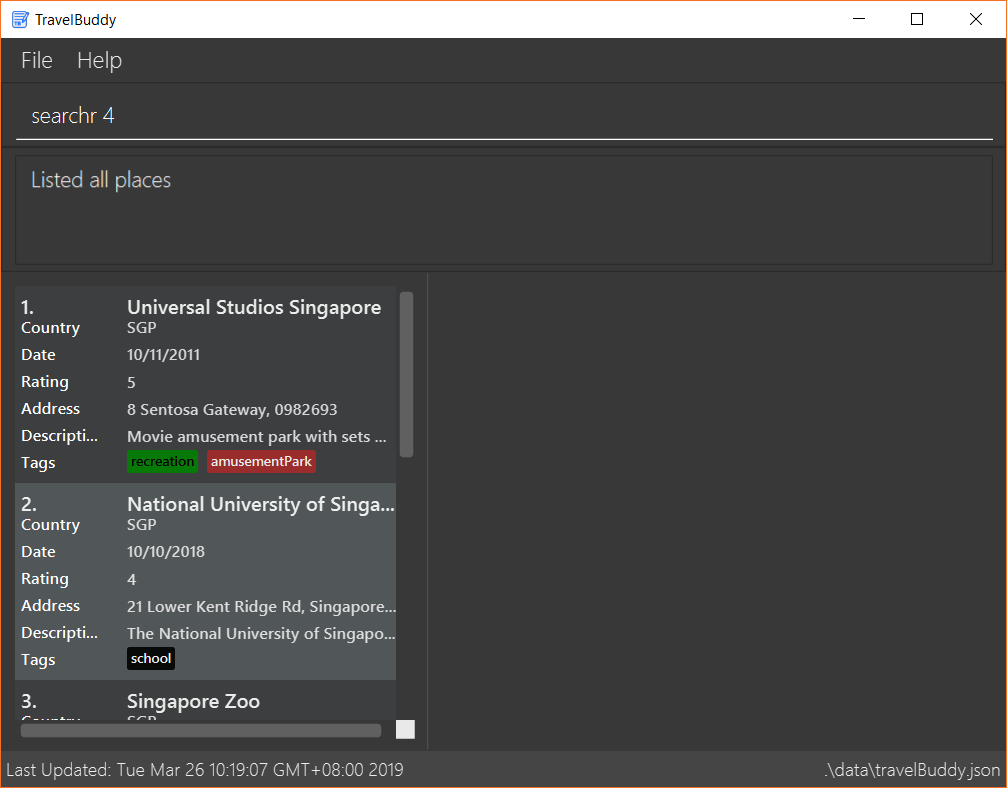 TravelBuddy
File Help
searchr 4
Listed all places
1. Universal Studios Singapore
Country SGP
Date 10/11/2011
Rating 5
Address 8 Sentosa Gateway, 0982693
Descripti... Movie amusement park with sets ...
Tags recreation amusementPark
2. National University of Singa...
Country SGP
Date 10/10/2018
Rating 4
Address 21 Lower Kent Ridge Rd, Singapore...
Descripti... The National University of Singapo...
Tags school
3. Singapore Zoo
Country SGP
Last Updated: Tue Mar 26 10:19:07 GMT+08:00 2019 .\data\travelBuddy.json